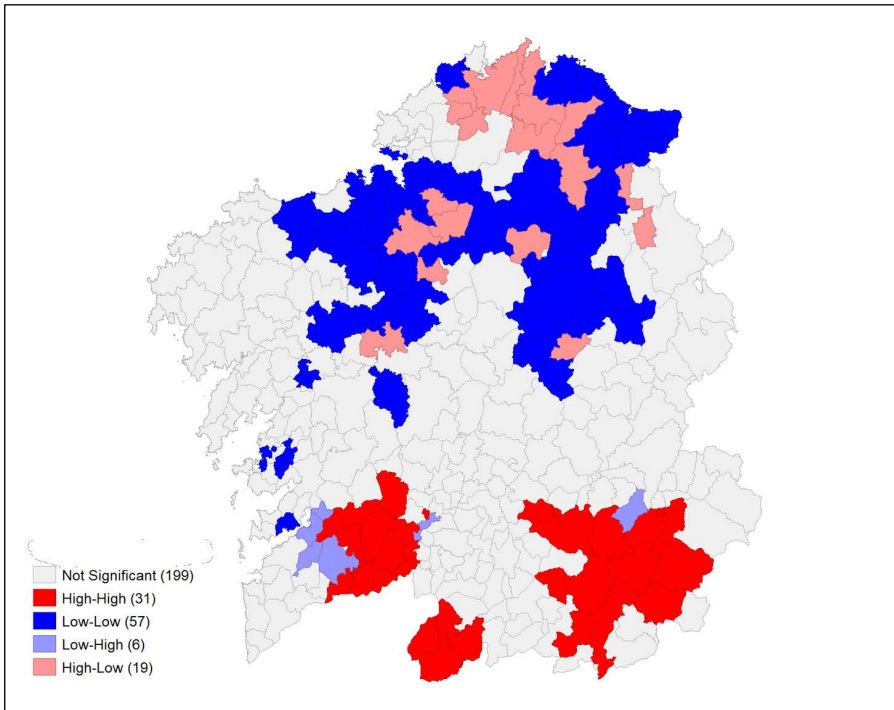 Not Significant (199)
High-High (31)
Low-Low (57)
Low-High (6)
High-Low (19)